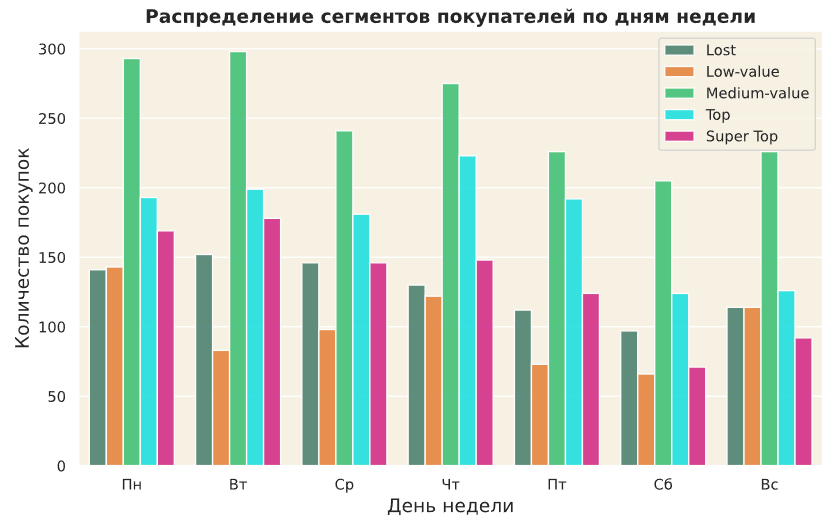 Распределение сегментов покупателей по дням недели
Lost
Low-value
Medium-value
Top
Super Top
Количество покупок
300
250
200
150
100
50
0
Пн Вт Ср Чт Пт Сб Вс
День недели